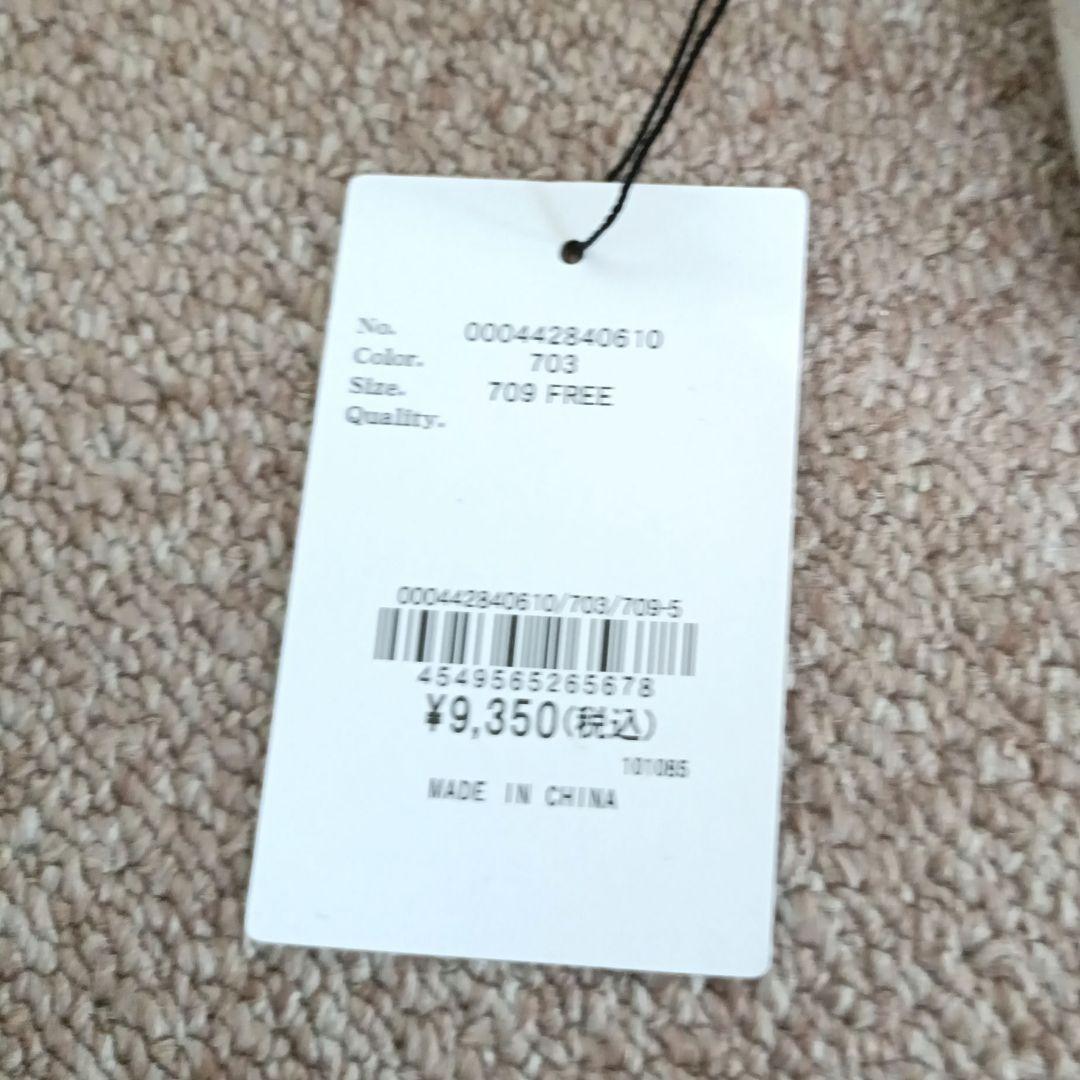 No. 000442840610
Color. 703
Size. 709 FREE
Quality.
000442840610/703/709-5
4549565265678
¥9,350(税込)
101085
MADE IN CHINA